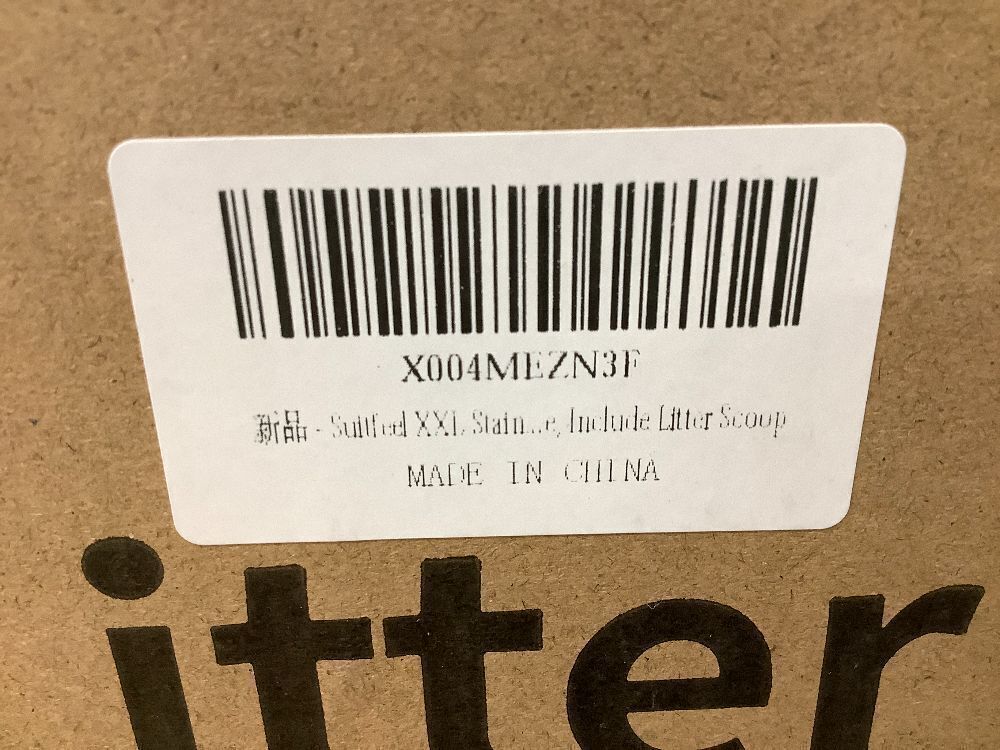 X004MEZN3F
新品 - Suitfeel XXL Stain...e, Include Litter Scoop
MADE IN CHINA
itter